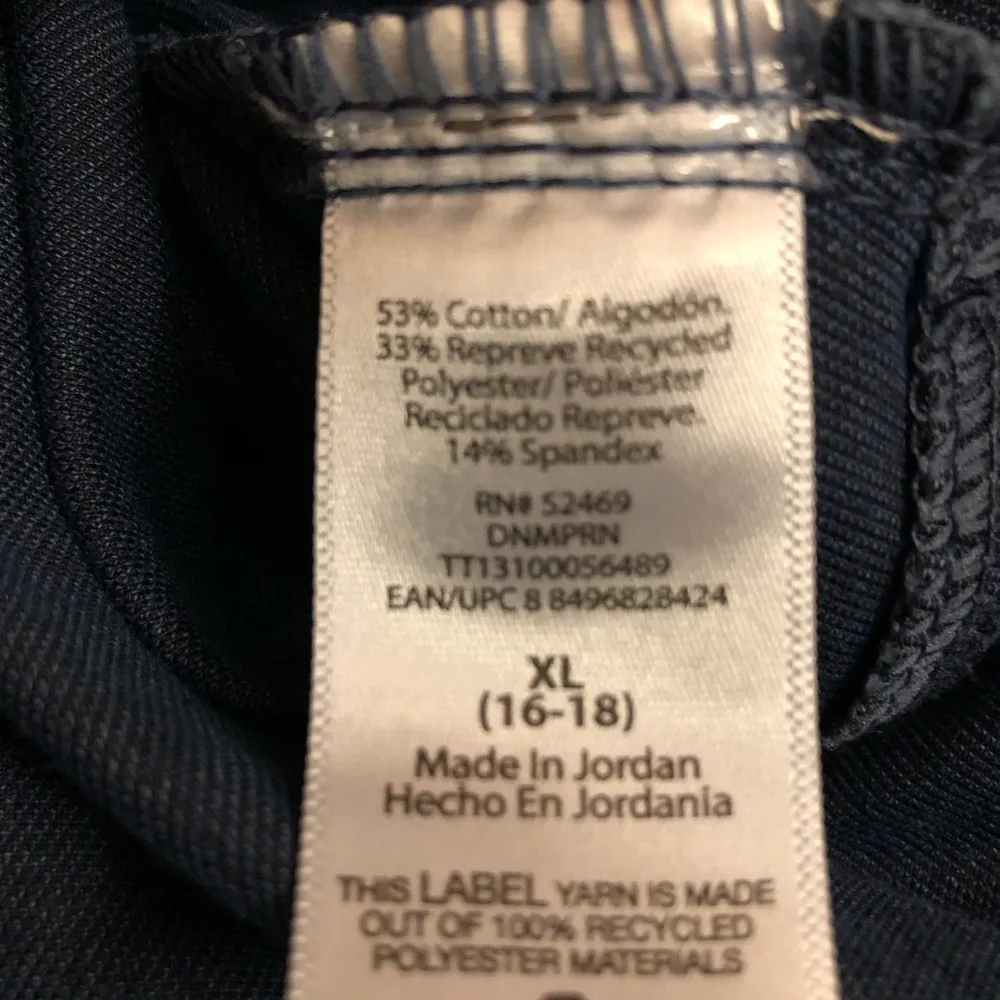 53% Cotton/ Algodón.
33% Repreve Recycled
Polyester/ Poliéster
Reciclado Repreve.
14% Spandex
RN# 52469
DNMPRN
TT13100056489
EAN/UPC 8 8496828424
XL
(16-18)
Made In Jordan
Hecho En Jordania
THIS LABEL YARN IS MADE
OUT OF 100% RECYCLED
POLYESTER MATERIALS